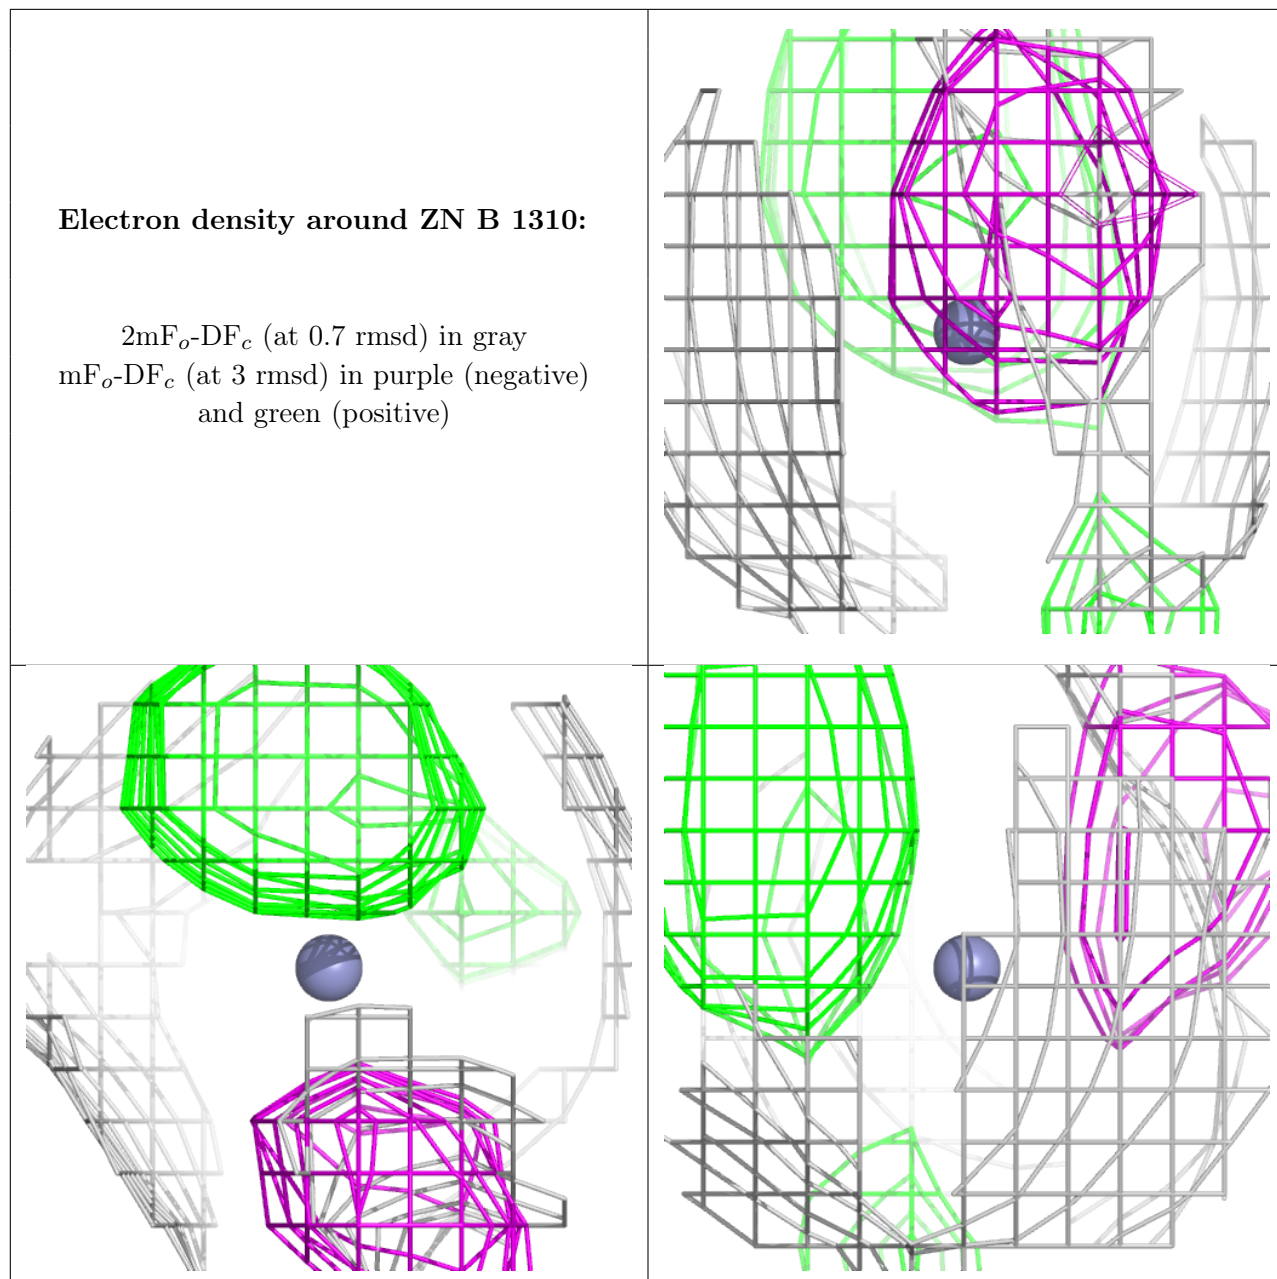 Electron density around ZN B 1310:
2mFo-DFc (at 0.7 rmsd) in gray
mFo-DFc (at 3 rmsd) in purple (negative)
and green (positive)